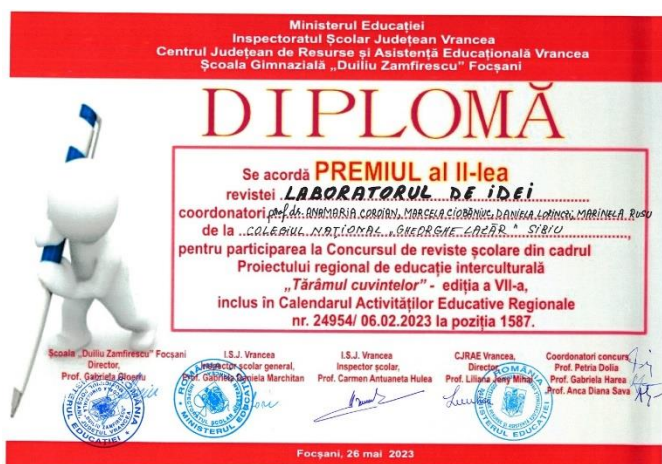 Ministerul Educației
Inspectoratul Școlar Județean Vrancea
Centrul Județean de Resurse și Asistență Educațională Vrancea
Școala Gimnazială „Duiliu Zamfirescu" Focșani
DIPLOMĂ
Se acordă PREMIUL al II-lea
revistei LABORATORUL DE IDEI
coordonatori prof. dr. ANAMARIA COROIAN, MARCELA CIOBĂNIUC, DANIELA MARINELA RUSU
de la COLEGIUL NAȚIONAL „GHEORGHE LAZĂR" SIBIU,
pentru participarea la Concursul de reviste școlare din cadrul
Proiectului regional de educație interculturală
„Tărâmul cuvintelor" - ediția a VII-a,
inclus în Calendarul Activităților Educative Regionale
nr. 24954/ 06.02.2023 la poziția 1587.
Școala „Duiliu Zamfirescu" Focșani
Director,
Prof. Gabriela
I.S.J. Vrancea
Inspector școlar general,
Prof. Gabriela Daniela Marchitan
I.S.J. Vrancea
Inspector școlar,
Prof. Carmen Antuaneta Hulea
CJRAE Vrancea,
Director,
Prof. Liliana Jeny Mihai
Coordonatori concurs,
Prof. Petria Dolia
Prof. Gabriela Harea
Prof. Anca Diana Sava
Focșani, 26 mai 2023